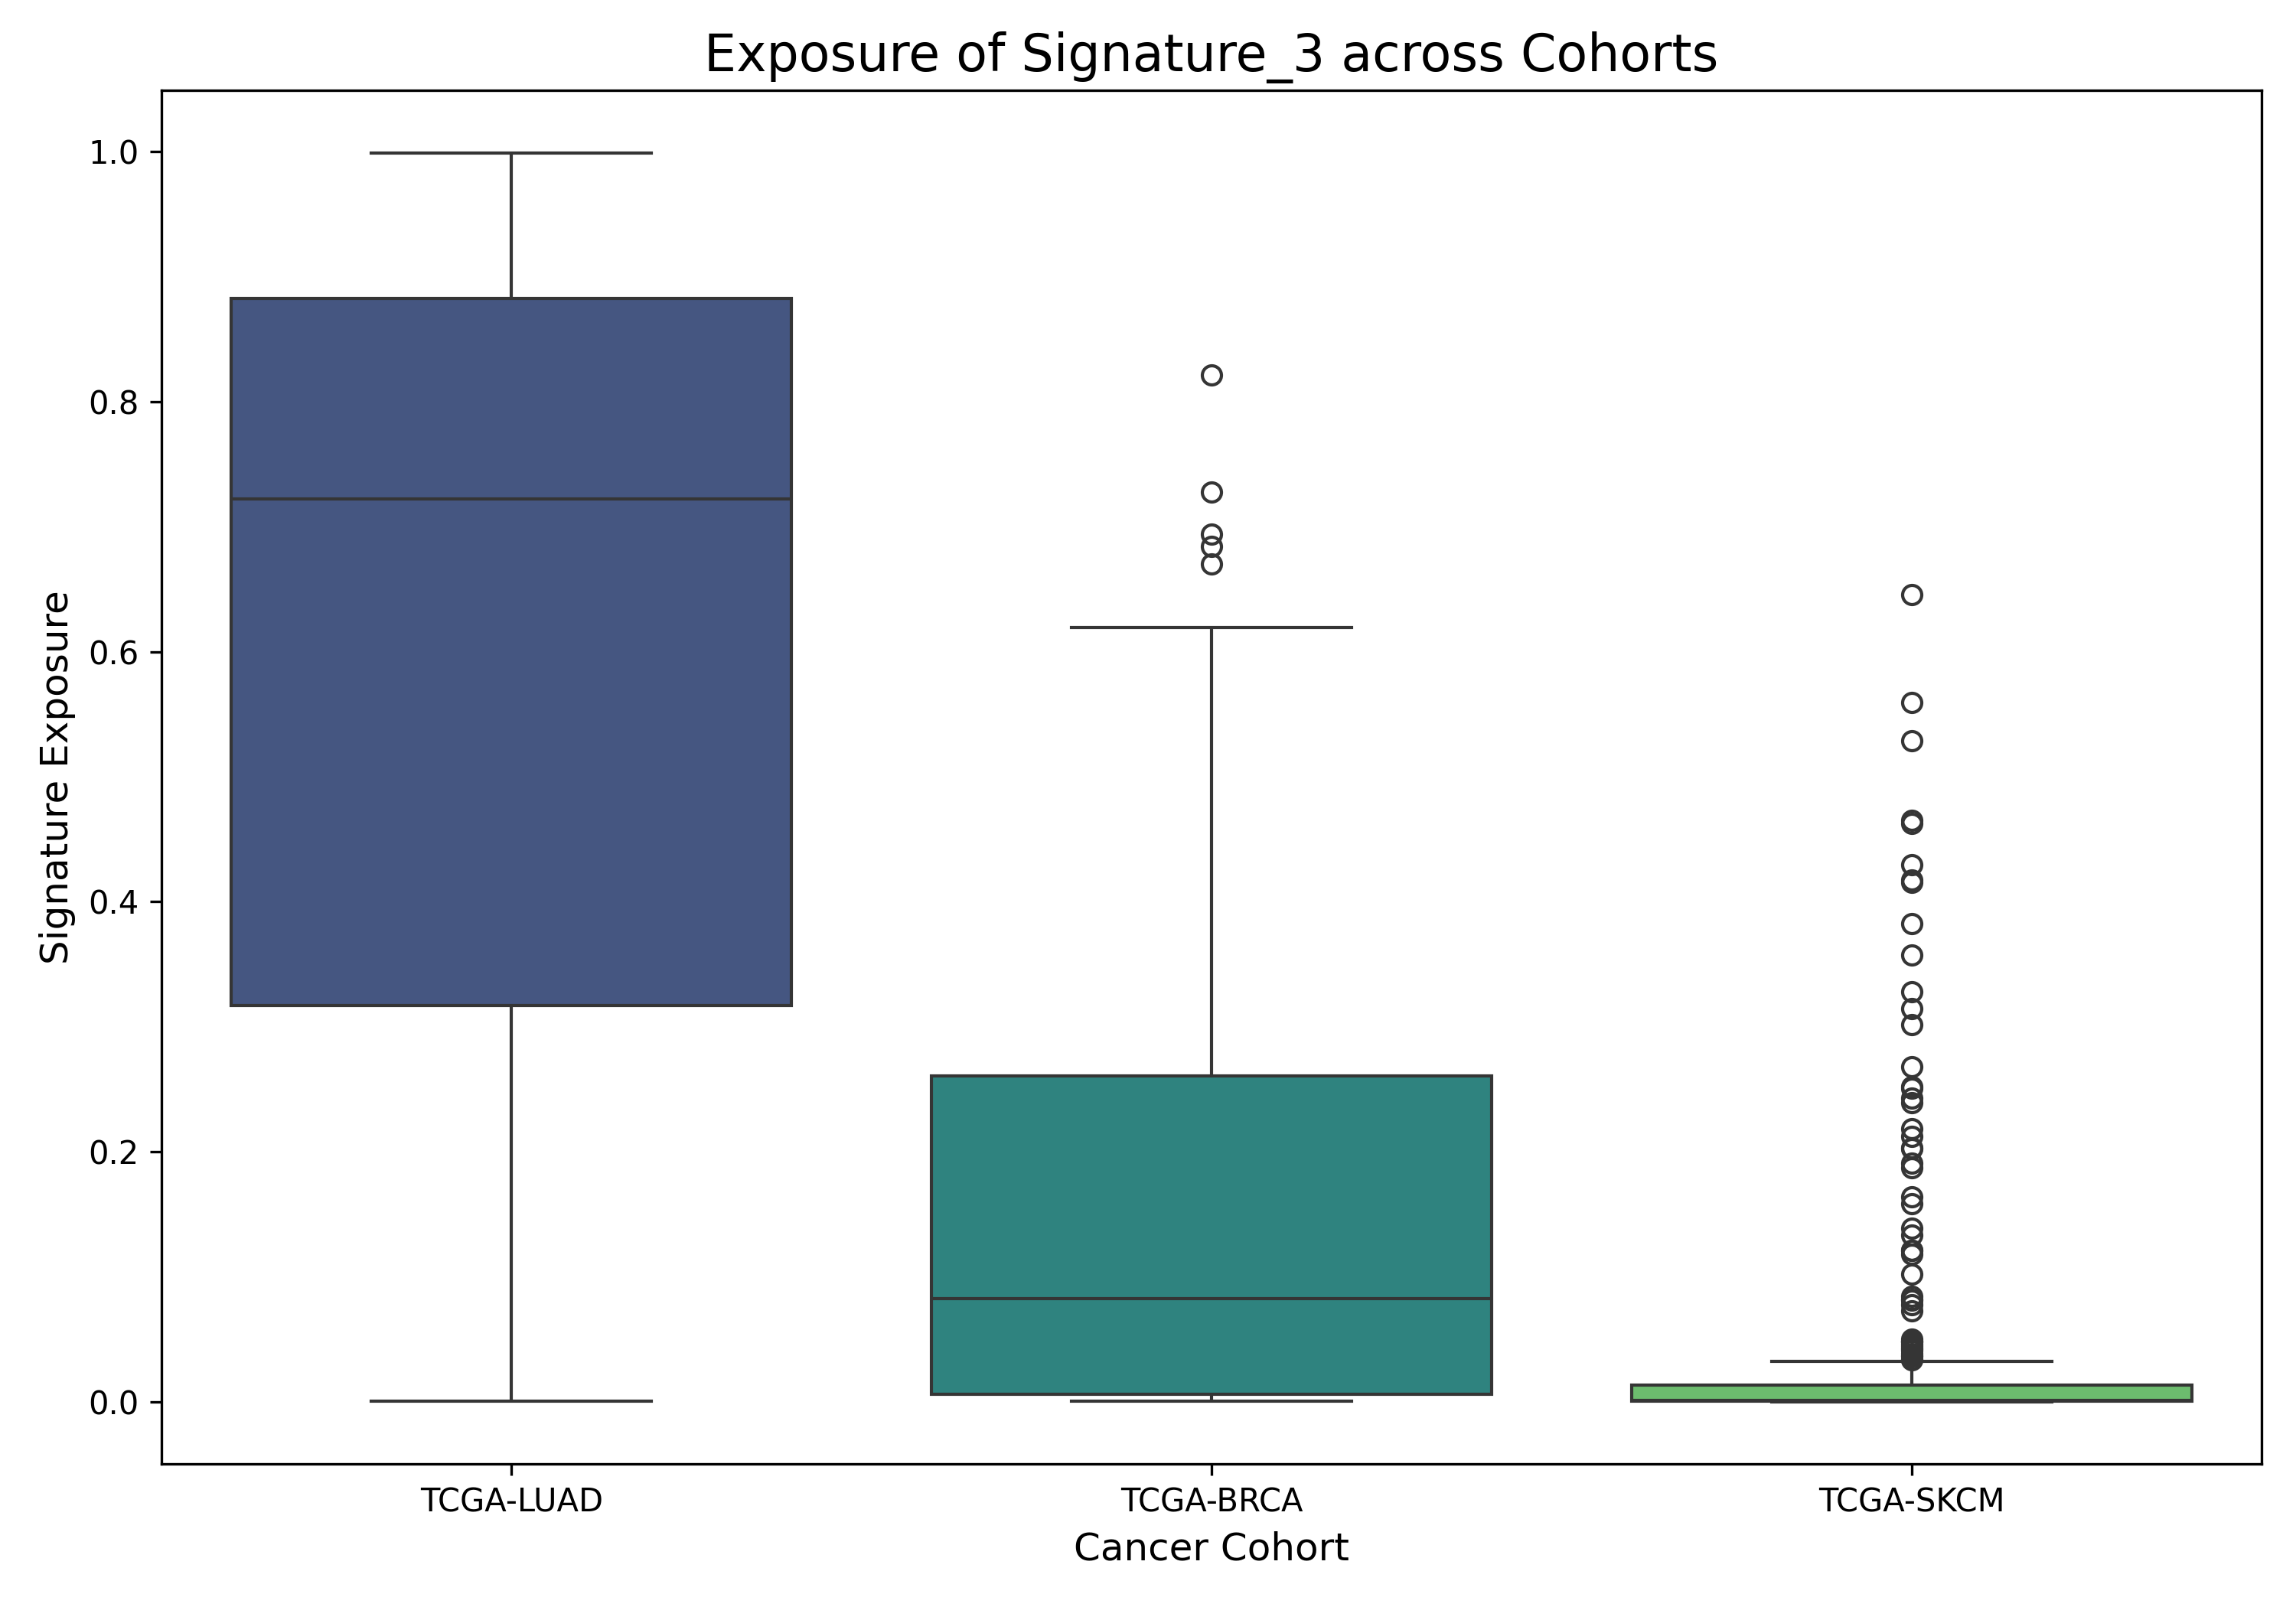 Exposure of Signature_3 across Cohorts
Signature Exposure
1.0
0.8
0.6
0.4
0.2
0.0
TCGA-LUAD
TCGA-BRCA
TCGA-SKCM
Cancer Cohort